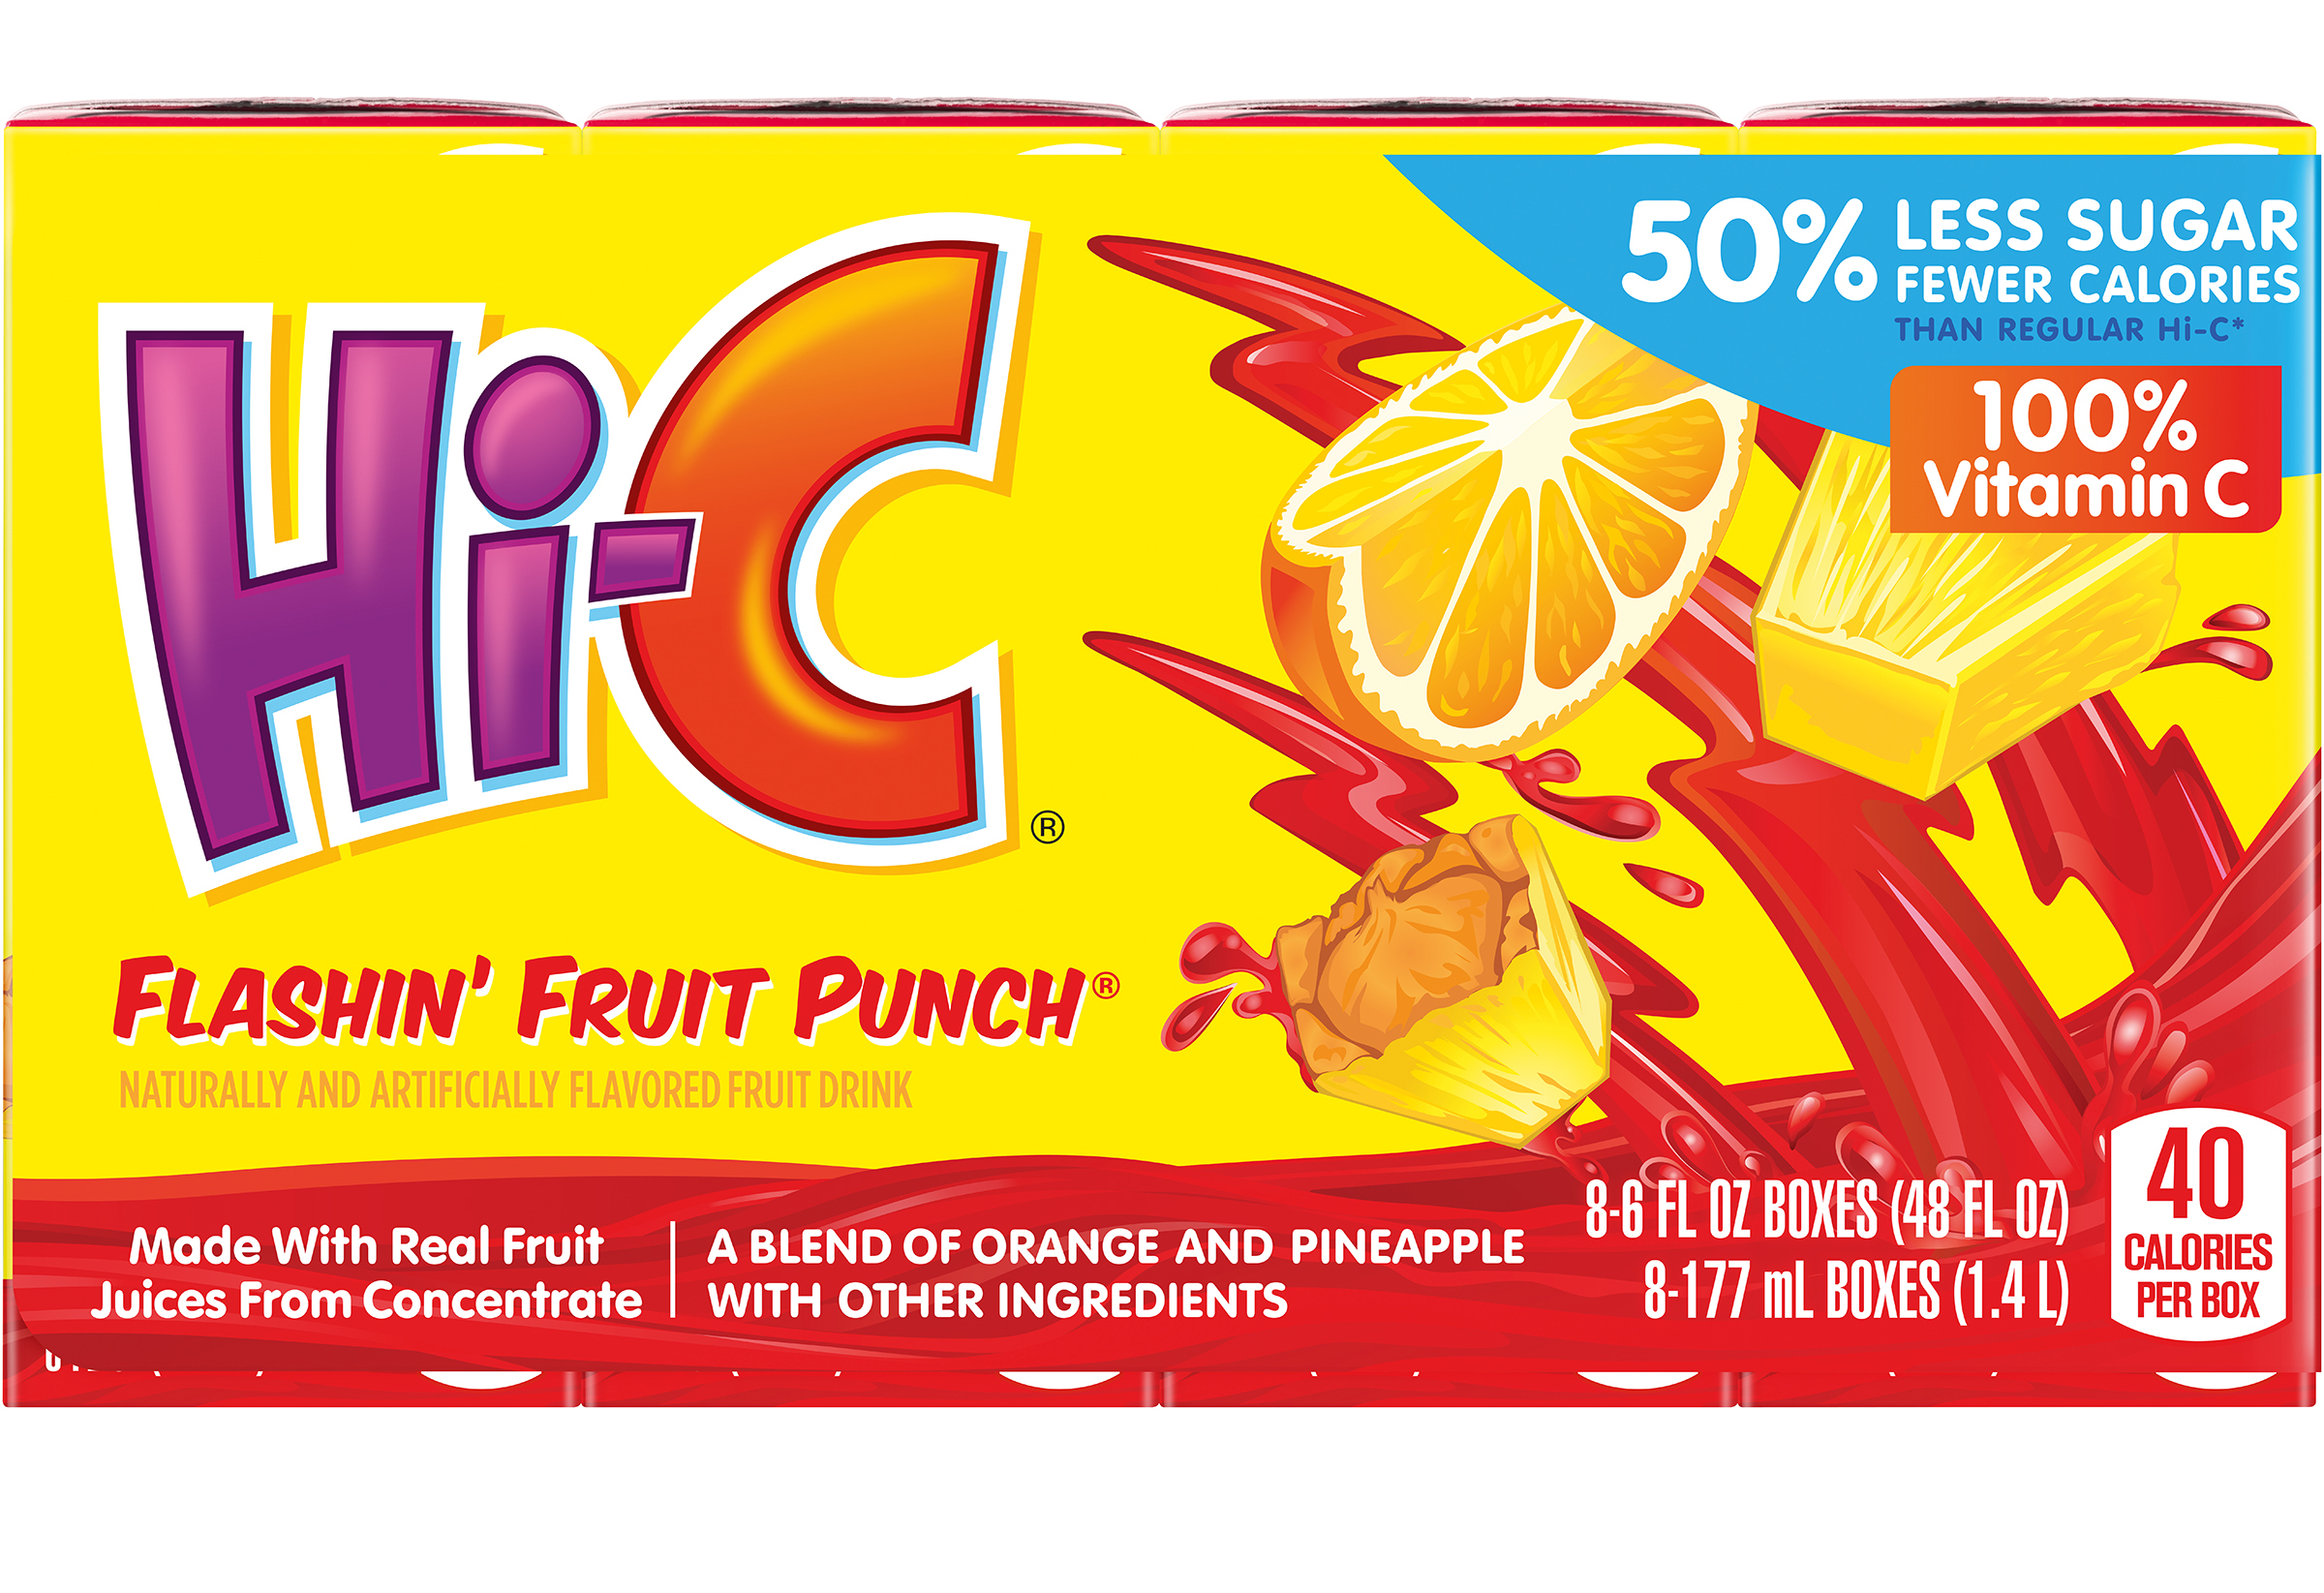 Hi-C®
50% LESS SUGAR
FEWER CALORIES
THAN REGULAR Hi-C*
100%
Vitamin C
FLASHIN' FRUIT PUNCH®
NATURALLY AND ARTIFICIALLY FLAVORED FRUIT DRINK
Made With Real Fruit
Juices From Concentrate
A BLEND OF ORANGE AND PINEAPPLE
WITH OTHER INGREDIENTS
8-6 FL OZ BOXES (48 FL OZ)
8-177 mL BOXES (1.4 L)
40
CALORIES
PER BOX